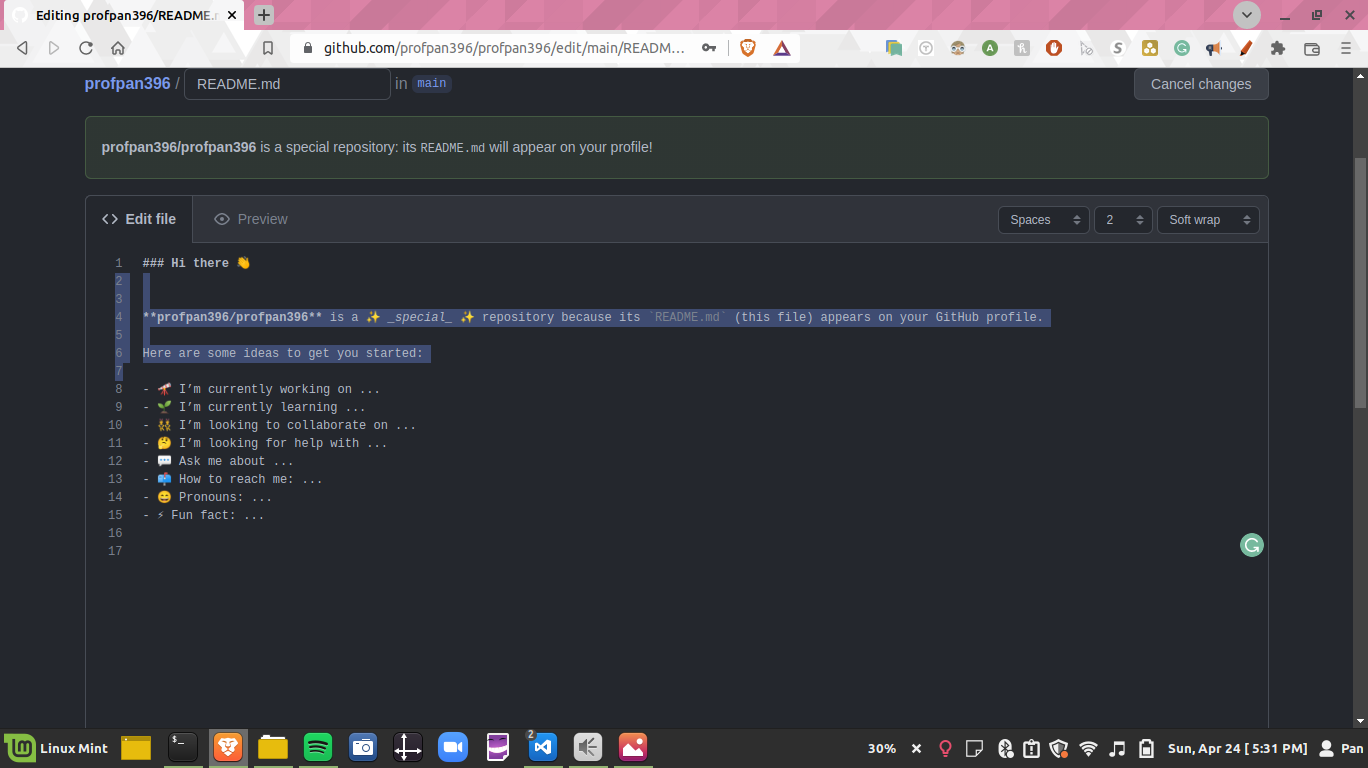 Editing profpan396/README.
github.com/profpan396/profpan396/edit/main/READM...
profpan396 / README.md in main
Cancel changes
profpan396/profpan396 is a special repository: its README.md will appear on your profile!
<> Edit file
Preview
Spaces
2
Soft wrap
1 ### Hi there 👋
2
3
4 **profpan396/profpan396** is a ✨ _special_ ✨ repository because its `README.md` (this file) appears on your GitHub profile.
5
6 Here are some ideas to get you started:
7
8 - 🔭 I’m currently working on ...
9 - 🌱 I’m currently learning ...
10 - 👯 I’m looking to collaborate on ...
11 - 🤔 I’m looking for help with ...
12 - 💬 Ask me about ...
13 - 📫 How to reach me: ...
14 - 😄 Pronouns: ...
15 - ⚡ Fun fact: ...
16
17
Linux Mint
2
30%
Sun, Apr 24 [ 5:31 PM]
Pan